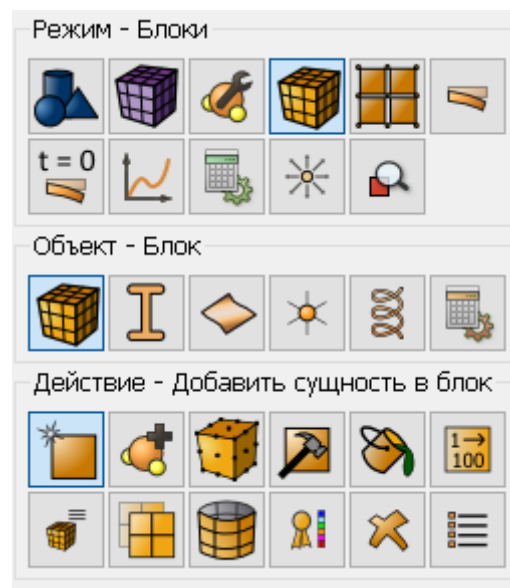 Режим - Блоки
t = 0
Объект - Блок
Действие - Добавить сущность в блок
1→
100